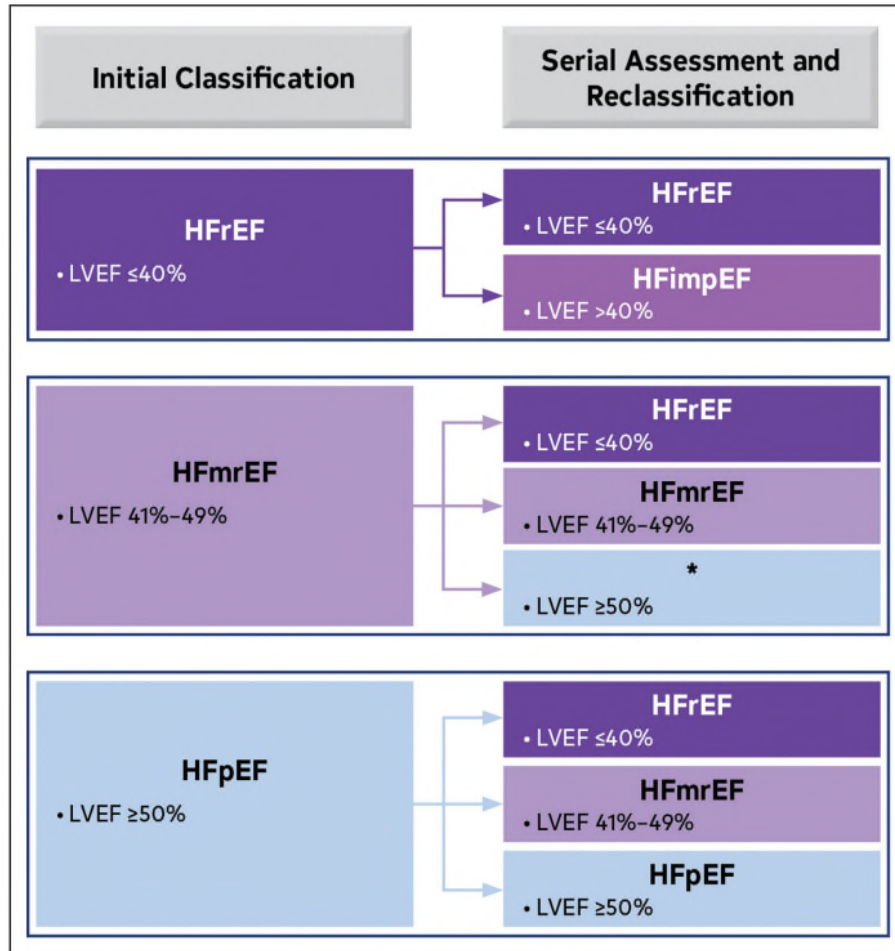 Initial Classification
Serial Assessment and
Reclassification
HFrEF
• LVEF ≤40%
HFrEF
• LVEF ≤40%
HFimpEF
• LVEF >40%
HFmrEF
• LVEF 41%–49%
HFrEF
• LVEF ≤40%
HFmrEF
• LVEF 41%–49%
*
• LVEF ≥50%
HFpEF
• LVEF ≥50%
HFrEF
• LVEF ≤40%
HFmrEF
• LVEF 41%–49%
HFpEF
• LVEF ≥50%